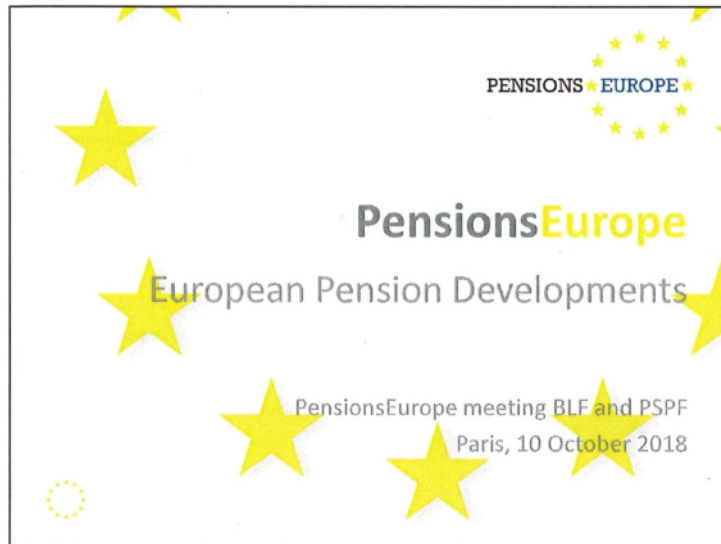 PENSIONS EUROPE
PensionsEurope
European Pension Developments
PensionsEurope meeting BLF and PSPF
Paris, 10 October 2018